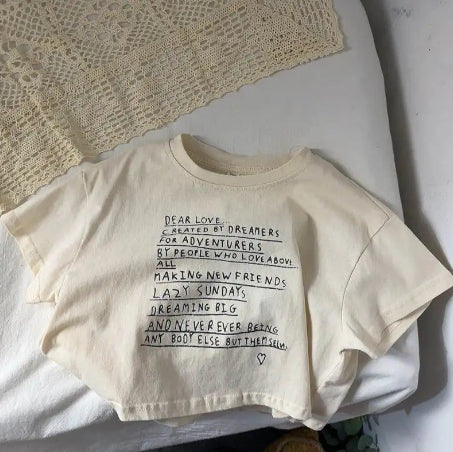 DEAR LOVE...
CREATED BY DREAMERS
FOR ADVENTURERS
BY PEOPLE WHO LOVE ABOVE
ALL
MAKING NEW FRIENDS
LAZY SUNDAYS
DREAMING BIG
AND NEVER EVER BEING
ANY BODY ELSE BUT THEMSELVES